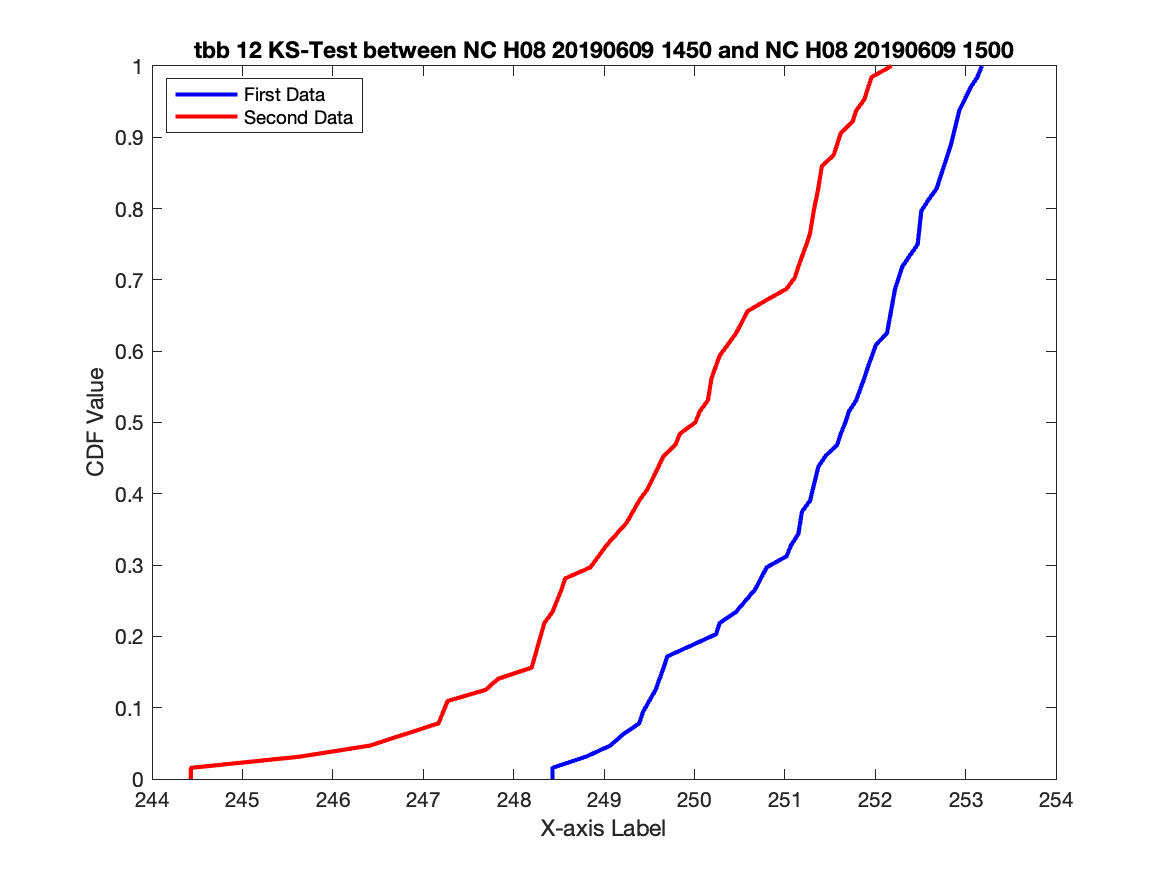 tbb 12 KS-Test between NC H08 20190609 1450 and NC H08 20190609 1500
First Data
Second Data
1
0.9
0.8
0.7
0.6
0.5
0.4
0.3
0.2
0.1
0
CDF Value
244 245 246 247 248 249 250 251 252 253 254
X-axis Label